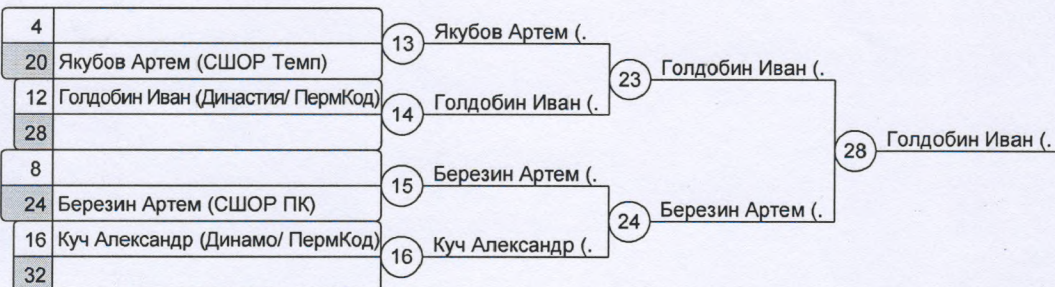 4
20 Якубов Артем (СШОР Темп)
13 Якубов Артем (.
12 Голдобин Иван (Династия/ ПермКод)
28
14 Голдобин Иван (.
23 Голдобин Иван (.
8
24 Березин Артем (СШОР ПК)
15 Березин Артем (.
16 Куч Александр (Динамо/ ПермКод)
32
16 Куч Александр (.
24 Березин Артем (.
28 Голдобин Иван (.